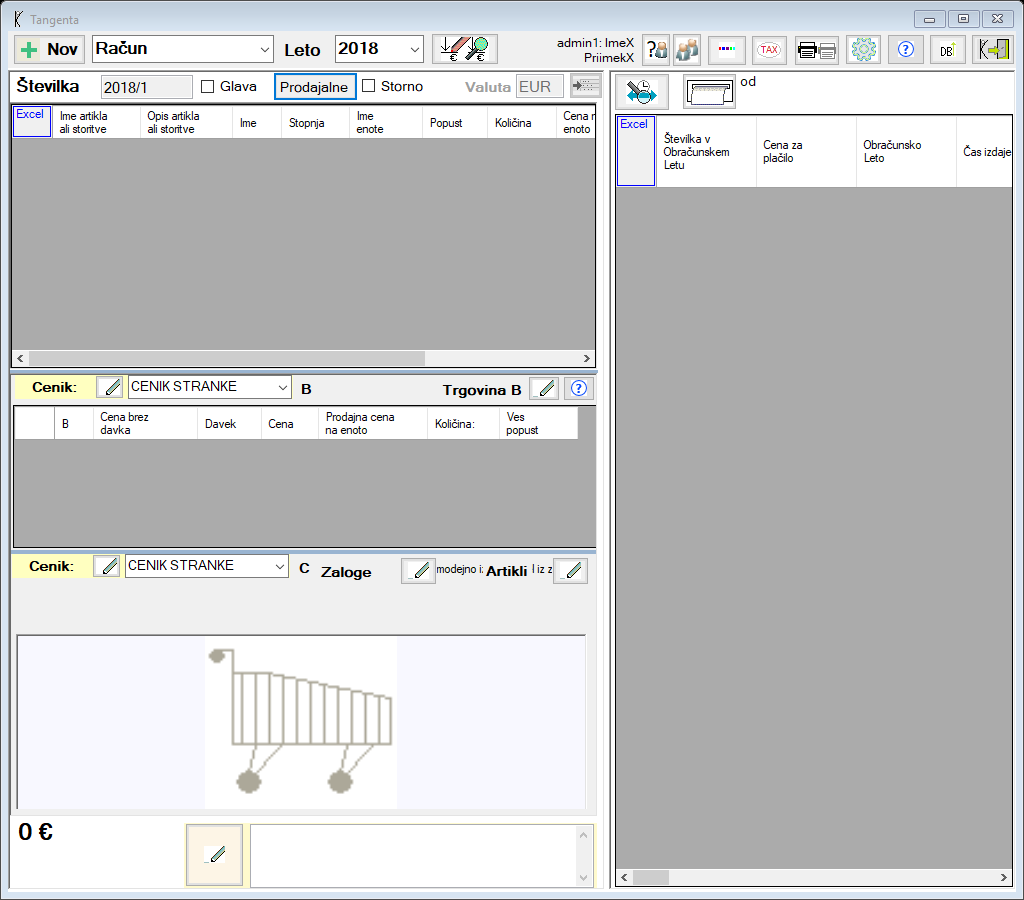 Tangenta
Nov
Račun
Leto
2018
€
€
admin1: ImeX
PriimekX
?
TAX
?
DB
Številka
2018/1
Glava
Prodajalne
Storno
Valuta
EUR
od
Excel
Ime artikla
ali storitve
Opis artikla
ali storitve
Ime
Stopnja
Ime
enote
Popust
Količina
Cena
enoto
Excel
Številka v
Obračunskem
Letu
Cena za
plačilo
Obračunsko
Leto
Čas izdaje
Cenik:
CENIK STRANKE
B
Trgovina B
?
B
Cena brez
davka
Davek
Cena
Prodajna cena
na enoto
Količina:
Ves
popust
Cenik:
CENIK STRANKE
C
Zaloge
modejno i:
Artikli
l iz z
0 €